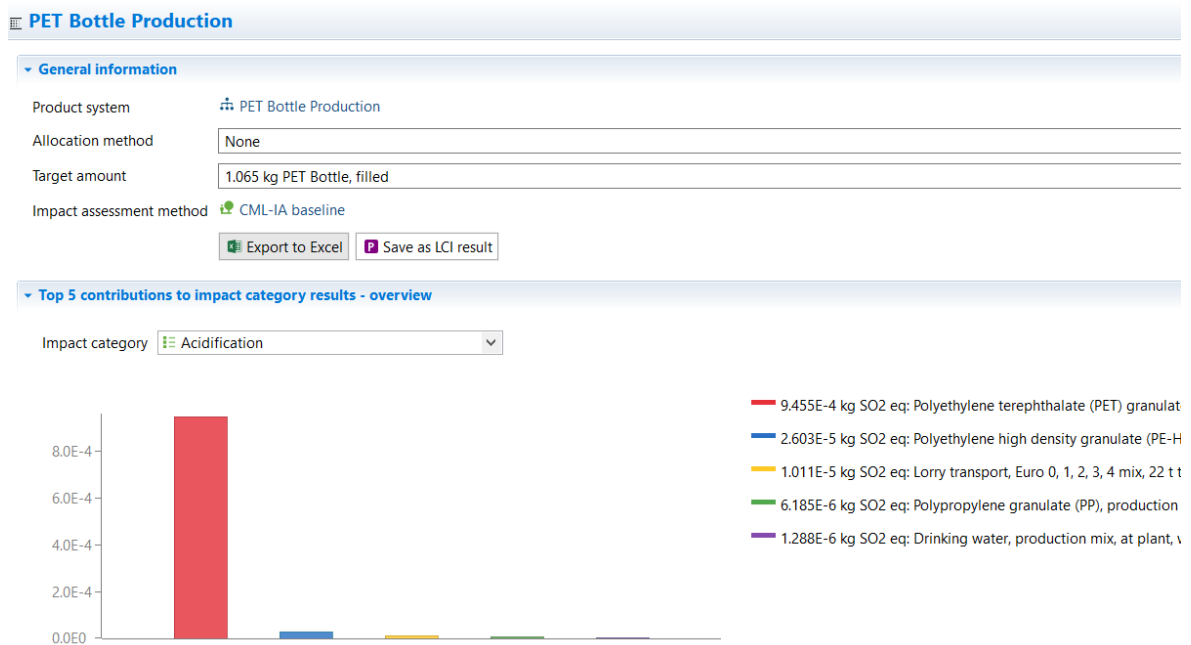 PET Bottle Production
General information
Product system PET Bottle Production
Allocation method None
Target amount 1.065 kg PET Bottle, filled
Impact assessment method CML-IA baseline
Export to Excel Save as LCI result
Top 5 contributions to impact category results - overview
Impact category Acidification
8.0E-4
6.0E-4
4.0E-4
2.0E-4
0.0E0
9.455E-4 kg SO2 eq: Polyethylene terephthalate (PET) granulat
2.603E-5 kg SO2 eq: Polyethylene high density granulate (PE-H
1.011E-5 kg SO2 eq: Lorry transport, Euro 0, 1, 2, 3, 4 mix, 22 t t
6.185E-6 kg SO2 eq: Polypropylene granulate (PP), production
1.288E-6 kg SO2 eq: Drinking water, production mix, at plant,